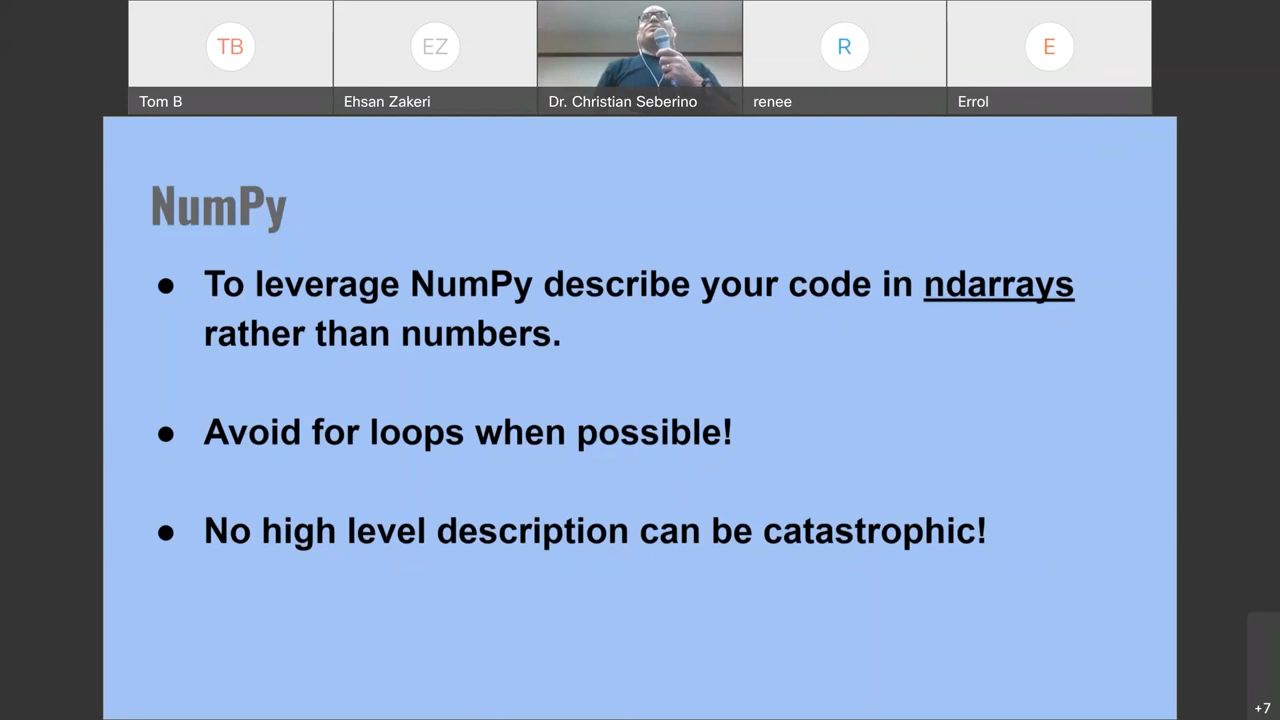 TB
EZ
R
E
Tom B
Ehsan Zakeri
Dr. Christian Seberino
renee
Errol
NumPy
● To leverage NumPy describe your code in ndarrays
rather than numbers.
● Avoid for loops when possible!
● No high level description can be catastrophic!
+7